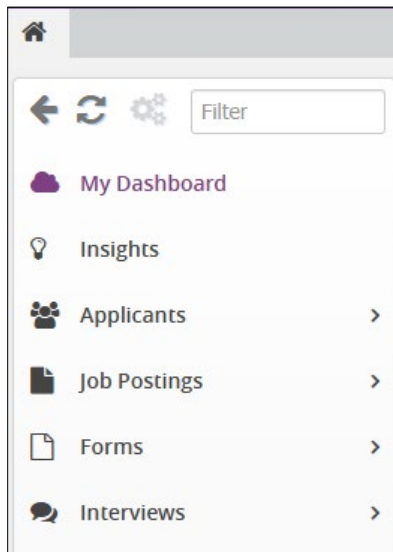 Filter
My Dashboard
Insights
Applicants
Job Postings
Forms
Interviews